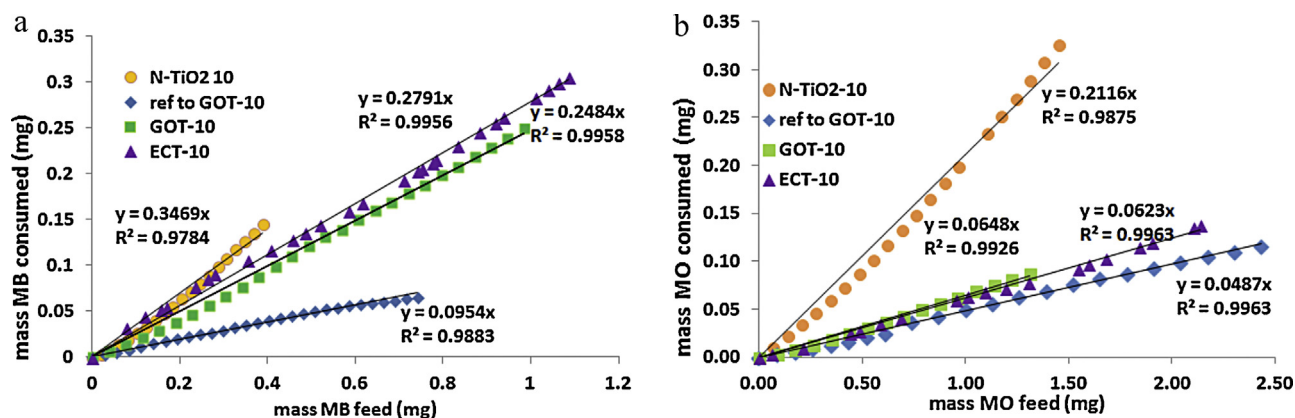 a
0.35
0.3
0.25
0.2
0.15
0.1
0.05
0
mass MB consumed (mg)
N-TiO2 10
ref to GOT-10
GOT-10
ECT-10
y = 0.2791x
R² = 0.9956
y = 0.2484x
R² = 0.9958
y = 0.3469x
R² = 0.9784
y = 0.0954x
R² = 0.9883
0
0.2
0.4
0.6
0.8
1
1.2
mass MB feed (mg)
b
0.35
0.30
0.25
0.20
0.15
0.10
0.05
0.00
mass MO consumed (mg)
N-TiO2-10
ref to GOT-10
GOT-10
ECT-10
y = 0.2116x
R² = 0.9875
y = 0.0648x
R² = 0.9926
y = 0.0623x
R² = 0.9963
y = 0.0487x
R² = 0.9963
0.00
0.50
1.00
1.50
2.00
2.50
mass MO feed (mg)